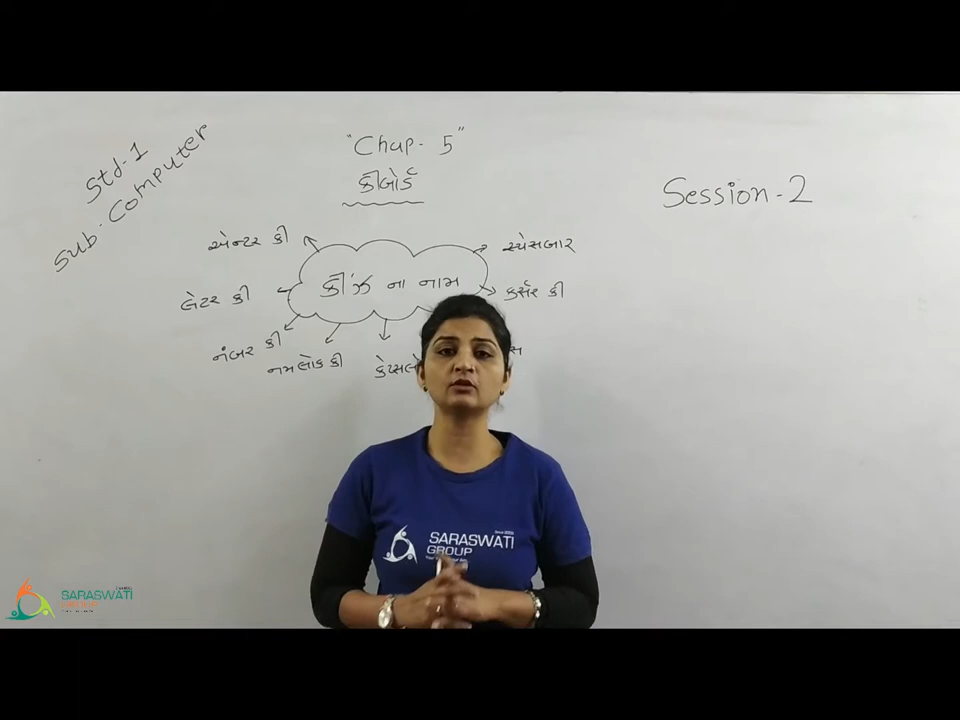 Std-1
Sub-Computer
"Chap-5"
કીબોર્ડ
Session-2
એન્ટર કી
સ્પેસબાર
કીઝ ના નામ
લેટર કી
કર્સર કી
નંબર કી
નમલોક કી
SARASWATI
GROUP
SARASWATI
GROUP